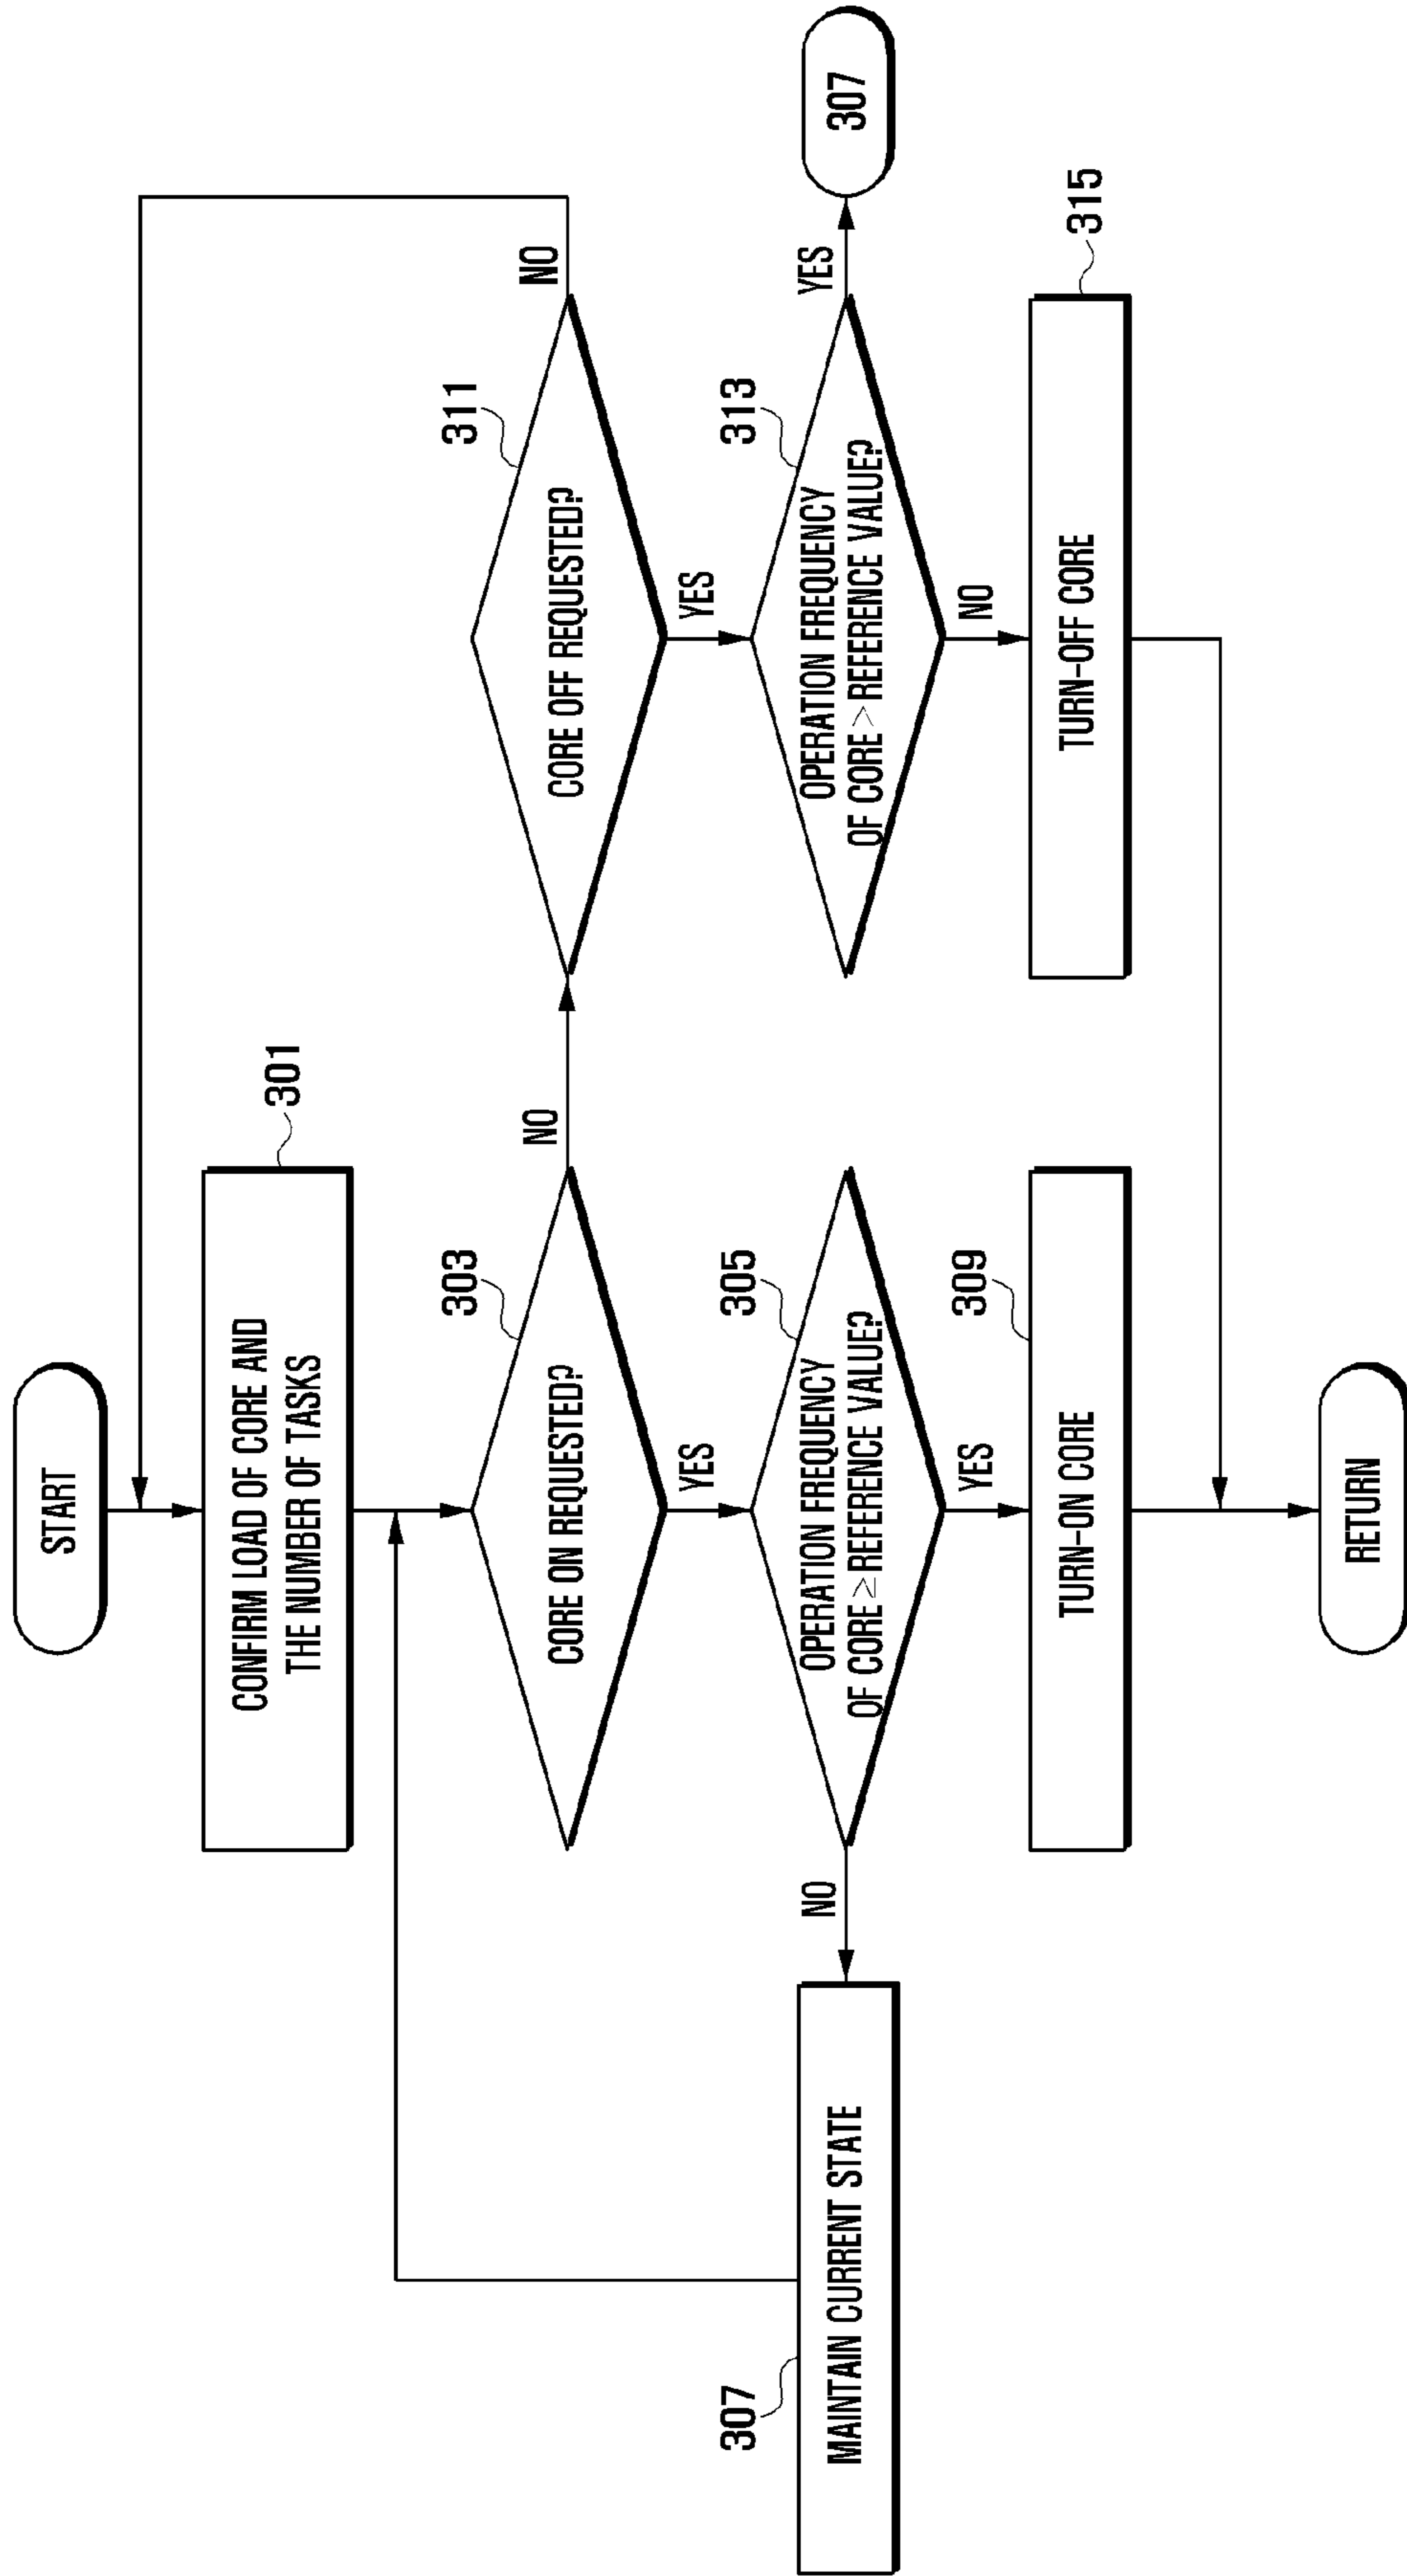 START
301
CONFIRM LOAD OF CORE AND
THE NUMBER OF TASKS
303
CORE ON REQUESTED?
NO
311
CORE OFF REQUESTED?
NO
YES
YES
307
MAINTAIN CURRENT STATE
NO
305
OPERATION FREQUENCY
OF CORE≥REFERENCE VALUE?
313
OPERATION FREQUENCY
OF CORE>REFERENCE VALUE?
YES
307
YES
NO
309
TURN-ON CORE
315
TURN-OFF CORE
RETURN